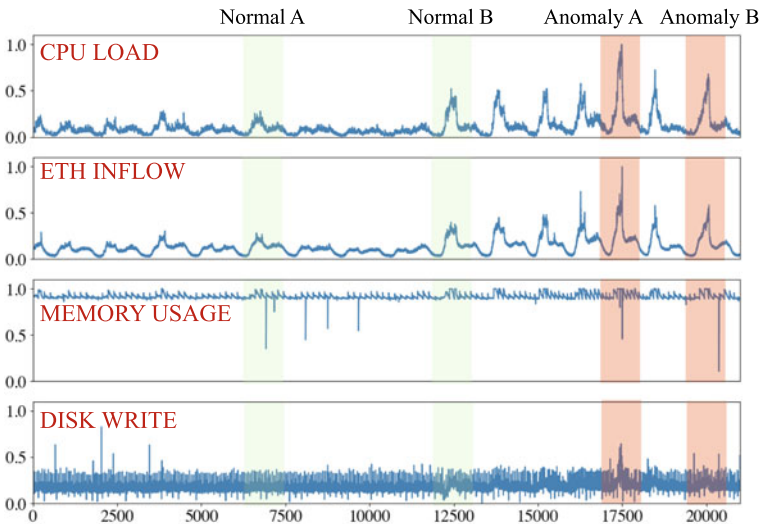 Normal A Normal B Anomaly A Anomaly B
1.0
CPU LOAD
0.5
0.0
1.0
ETH INFLOW
0.5
0.0
1.0
MEMORY USAGE
0.5
0.0
1.0
DISK WRITE
0.5
0.0
0 2500 5000 7500 10000 12500 15000 17500 20000